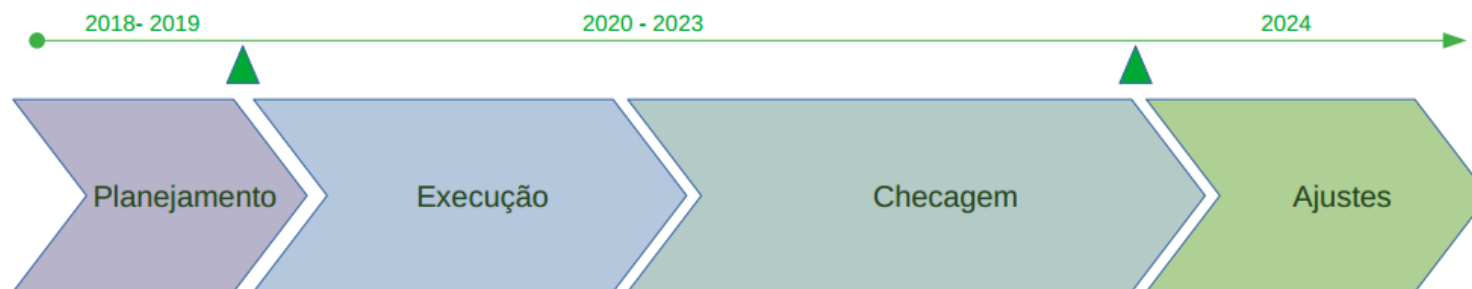 2018- 2019
2020 - 2023
2024
Planejamento
Execução
Checagem
Ajustes